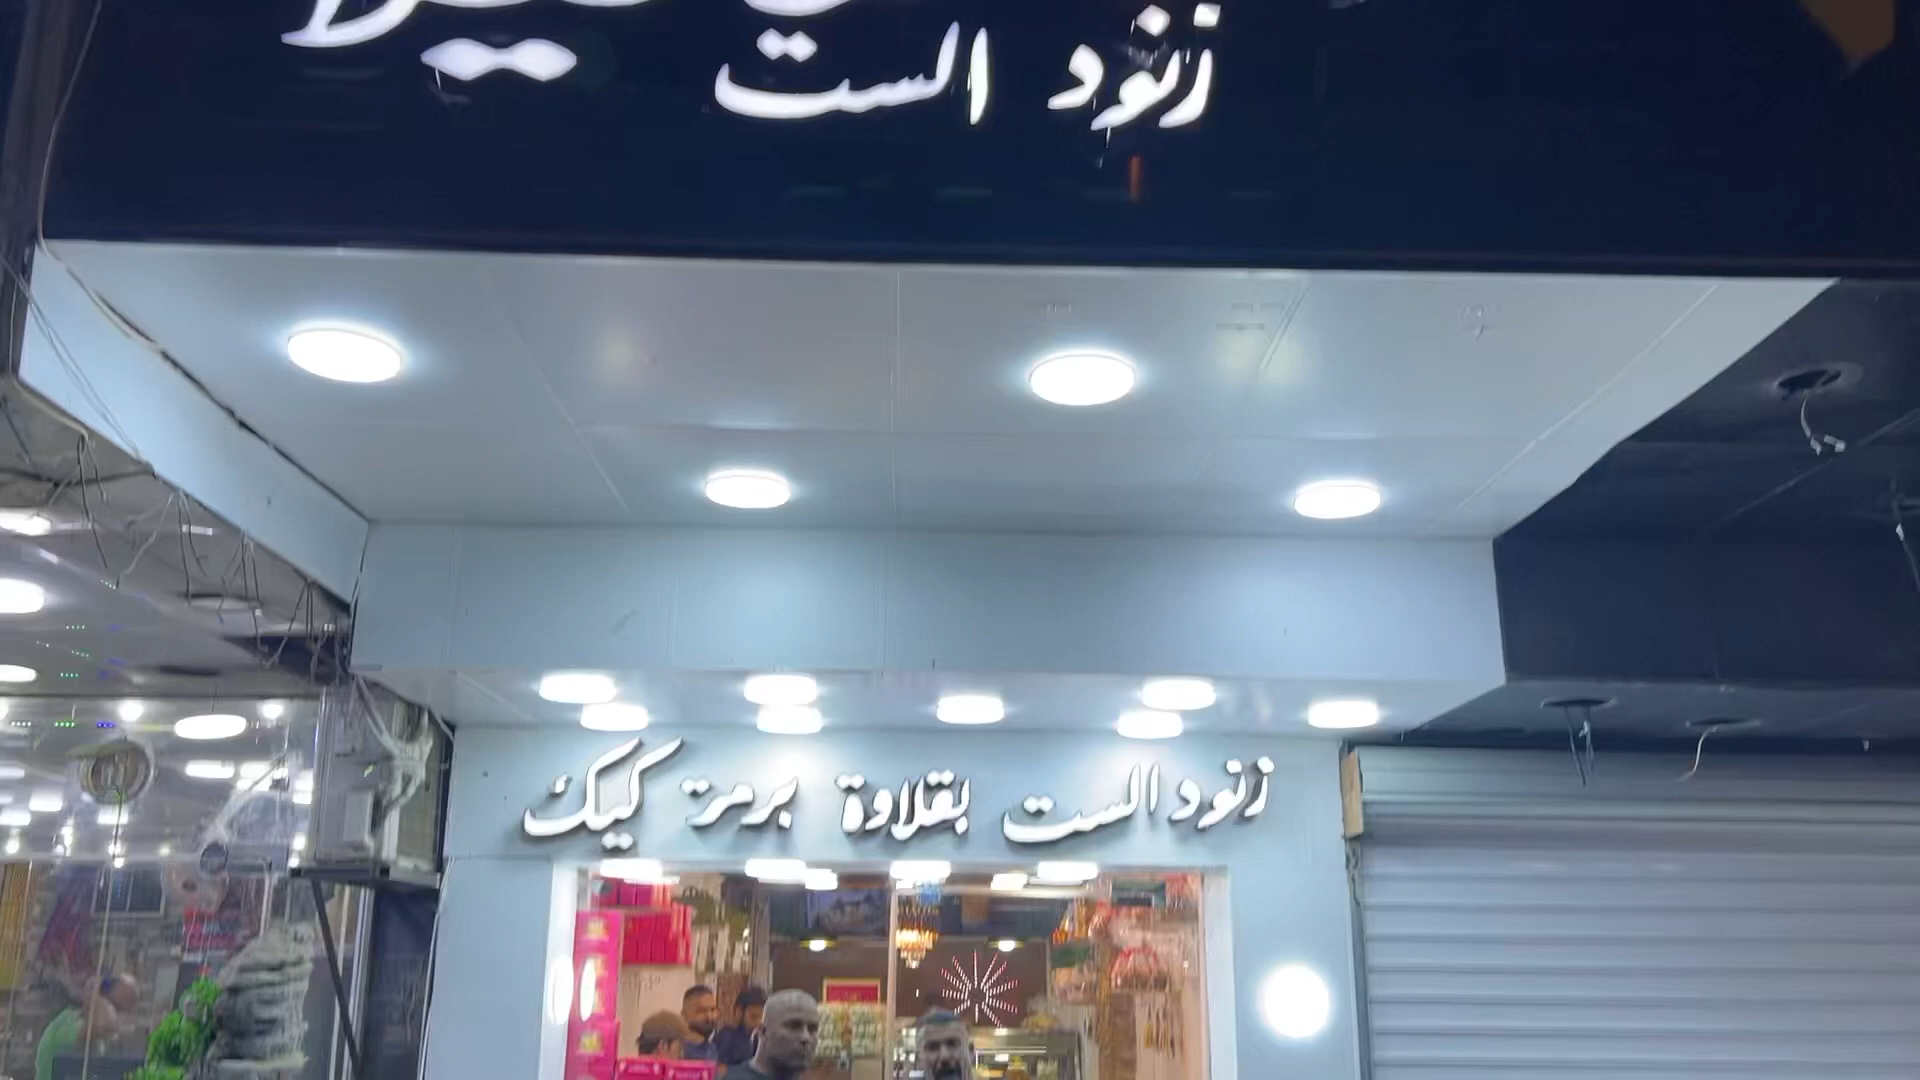 زنود الست
زنود الست بقلاوة برمة كيك